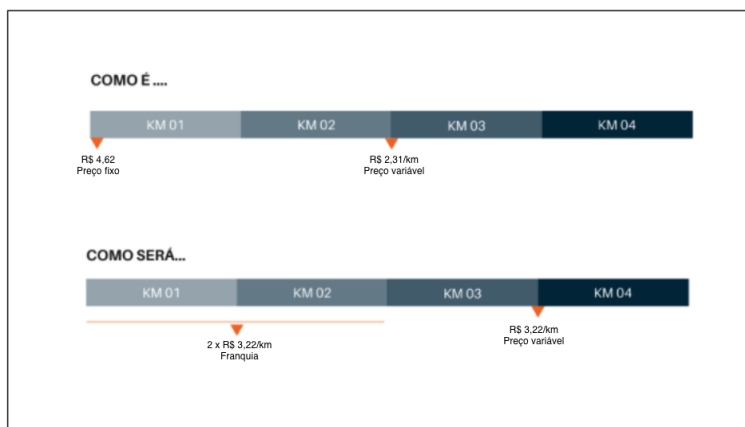 COMO É ....
KM 01 KM 02 KM 03 KM 04
R$ 4,62
Preço fixo
R$ 2,31/km
Preço variável
COMO SERÁ...
KM 01 KM 02 KM 03 KM 04
2 x R$ 3,22/km
Franquia
R$ 3,22/km
Preço variável